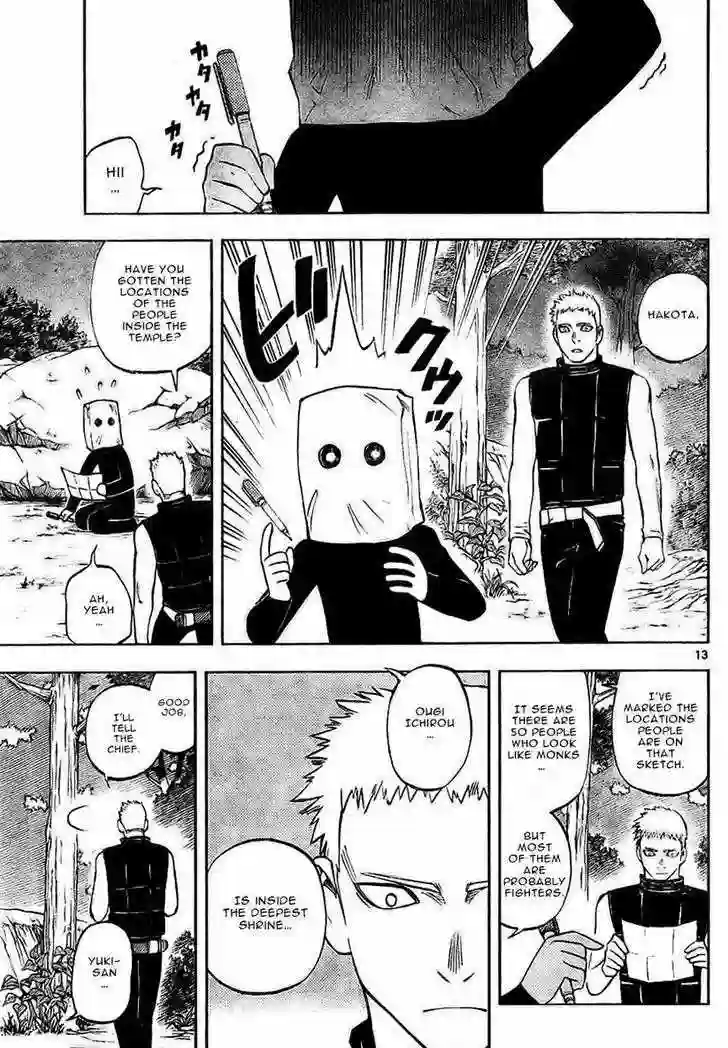 カタ
カタ
カタ
HII
...
HAKOTA.
ビクゥッ
HAVE YOU
GOTTEN THE
LOCATIONS
OF THE
PEOPLE
INSIDE THE
TEMPLE?
AH,
YEAH
...
13
I'VE
MARKED THE
LOCATIONS
PEOPLE
ARE ON
THAT
SKETCH.
IT SEEMS
THERE ARE
50 PEOPLE
WHO LOOK
LIKE MONKS
...
BUT MOST
OF THEM
ARE
PROBABLY
FIGHTERS.
OUGI
ICHIROU
...
IS INSIDE
THE DEEPEST
SHRINE...
GOOD
JOB.
I'LL
TELL
THE
CHIEF.
YUKI-
SAN
...